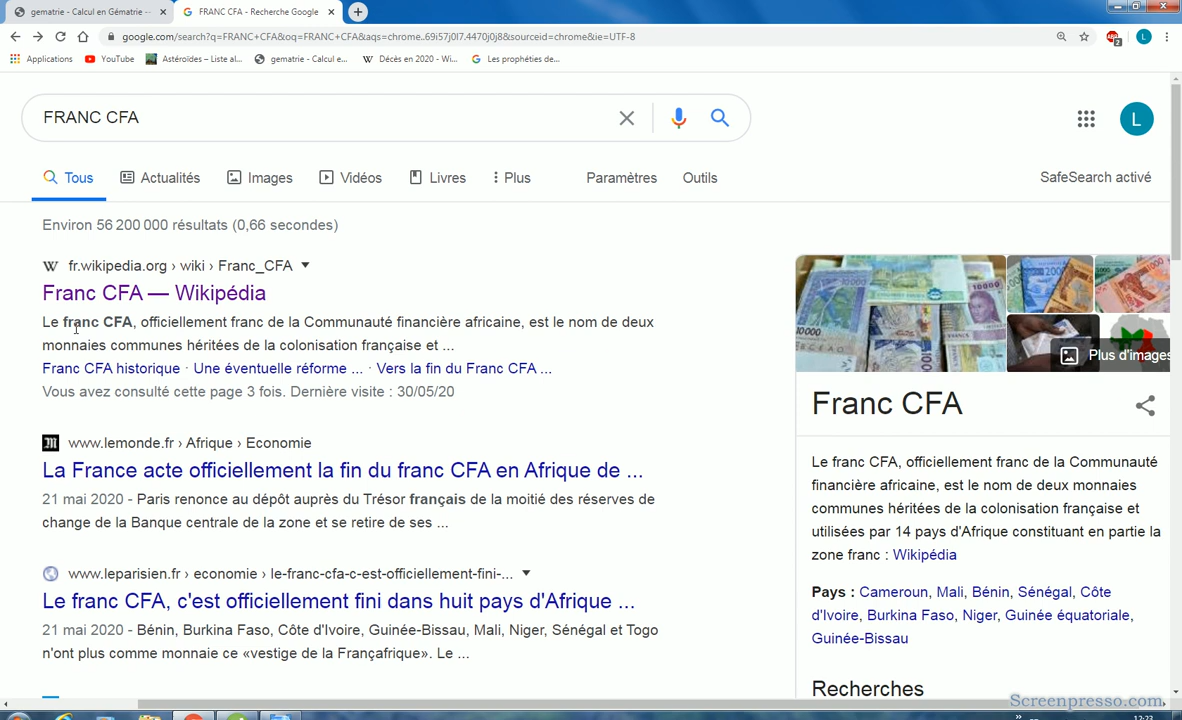 gematrie - Calcul en Gématrie --
FRANC CFA - Recherche Google
google.com/search?q=FRANC+CFA&oq=FRANC+CFA&aqs=chrome..69i57j0l7.4470j0j8&sourceid=chrome&ie=UTF-8
Applications
YouTube
Astéroïdes – Liste al...
gematrie - Calcul e...
Décès en 2020 - Wi...
Les prophéties de...
FRANC CFA
L
Tous
Actualités
Images
Vidéos
Livres
Plus
Paramètres
Outils
SafeSearch activé
Environ 56 200 000 résultats (0,66 secondes)
fr.wikipedia.org › wiki › Franc_CFA
Franc CFA — Wikipédia
Le franc CFA, officiellement franc de la Communauté financière africaine, est le nom de deux
monnaies communes héritées de la colonisation française et ...
Franc CFA historique · Une éventuelle réforme ... · Vers la fin du Franc CFA ...
Vous avez consulté cette page 3 fois. Dernière visite : 30/05/20
www.lemonde.fr › Afrique › Economie
La France acte officiellement la fin du franc CFA en Afrique de ...
21 mai 2020 - Paris renonce au dépôt auprès du Trésor français de la moitié des réserves de
change de la Banque centrale de la zone et se retire de ses ...
www.leparisien.fr › economie › le-franc-cfa-c-est-officiellement-fini-...
Le franc CFA, c'est officiellement fini dans huit pays d'Afrique ...
21 mai 2020 - Bénin, Burkina Faso, Côte d'Ivoire, Guinée-Bissau, Mali, Niger, Sénégal et Togo
n'ont plus comme monnaie ce «vestige de la Françafrique». Le ...
Plus d'images
Franc CFA
Le franc CFA, officiellement franc de la Communauté
financière africaine, est le nom de deux monnaies
communes héritées de la colonisation française et
utilisées par 14 pays d'Afrique constituant en partie la
zone franc : Wikipédia
Pays : Cameroun, Mali, Bénin, Sénégal, Côte
d'Ivoire, Burkina Faso, Niger, Guinée équatoriale,
Guinée-Bissau
Recherches
Screenpresso.com
12:23